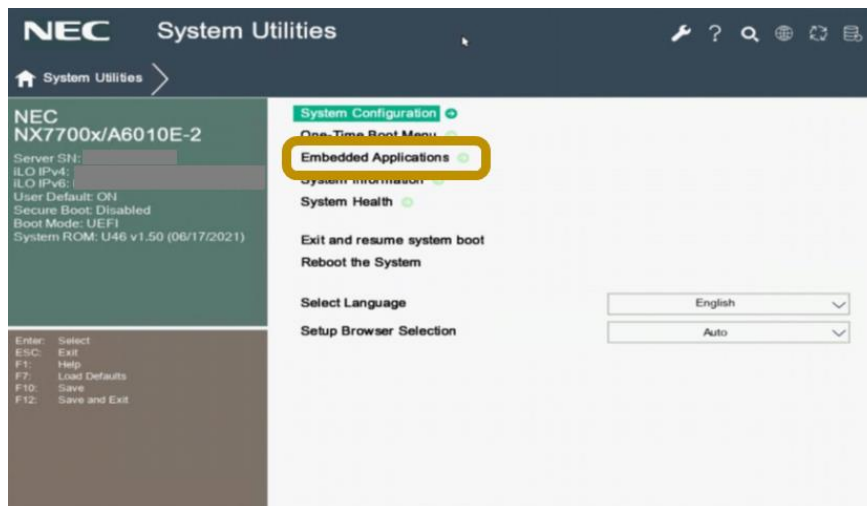 NEC System Utilities
System Utilities
NEC
NX7700x/A6010E-2
Server SN:
iLO IPv4:
iLO IPv6:
User Default: ON
Secure Boot: Disabled
Boot Mode: UEFI
System ROM: U46 v1.50 (06/17/2021)
Enter: Select
ESC: Exit
F1: Help
F7: Load Defaults
F10: Save
F12: Save and Exit
System Configuration
One-Time Boot Menu
Embedded Applications
System Information
System Health
Exit and resume system boot
Reboot the System
Select Language English
Setup Browser Selection Auto